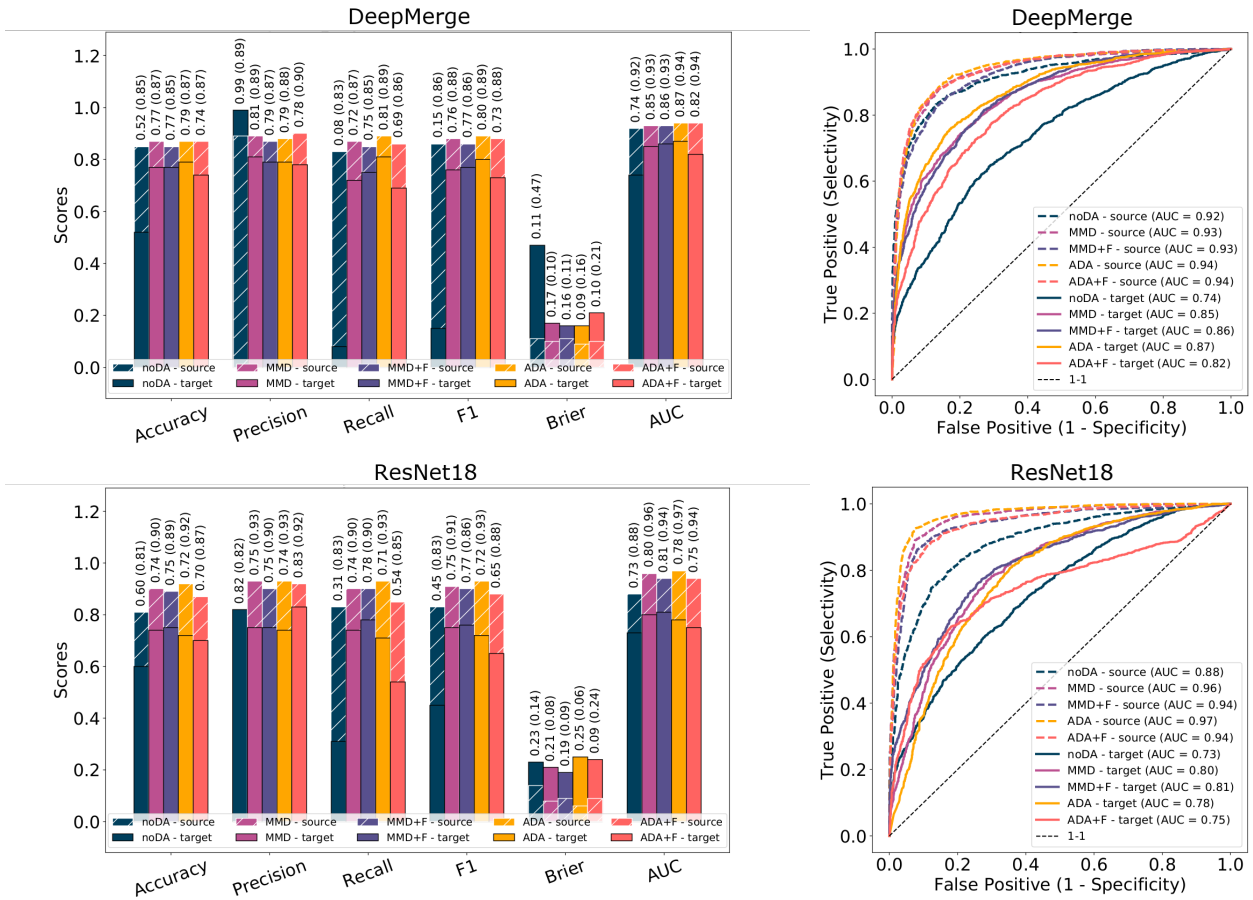 DeepMerge
1.2
1.0
0.8
0.6
0.4
0.2
0.0
Scores
0.52 (0.85)
0.77 (0.87)
0.77 (0.85)
0.79 (0.87)
0.74 (0.87)
0.99 (0.89)
0.81 (0.89)
0.79 (0.87)
0.79 (0.88)
0.78 (0.90)
0.08 (0.83)
0.72 (0.87)
0.75 (0.85)
0.81 (0.89)
0.69 (0.86)
0.15 (0.86)
0.76 (0.88)
0.77 (0.86)
0.80 (0.89)
0.73 (0.88)
0.11 (0.47)
0.17 (0.10)
0.16 (0.11)
0.09 (0.16)
0.10 (0.21)
0.74 (0.92)
0.85 (0.93)
0.86 (0.93)
0.87 (0.94)
0.82 (0.94)
noDA - source
MMD - source
MMD+F - source
ADA - source
ADA+F - source
noDA - target
MMD - target
MMD+F - target
ADA - target
ADA+F - target
Accuracy
Precision
Recall
F1
Brier
AUC
DeepMerge
1.0
0.8
0.6
0.4
0.2
0.0
True Positive (Selectivity)
noDA - source (AUC = 0.92)
MMD - source (AUC = 0.93)
MMD+F - source (AUC = 0.93)
ADA - source (AUC = 0.94)
ADA+F - source (AUC = 0.94)
noDA - target (AUC = 0.74)
MMD - target (AUC = 0.85)
MMD+F - target (AUC = 0.86)
ADA - target (AUC = 0.87)
ADA+F - target (AUC = 0.82)
1-1
0.0
0.2
0.4
0.6
0.8
1.0
False Positive (1 - Specificity)
ResNet18
1.2
1.0
0.8
0.6
0.4
0.2
0.0
Scores
0.60 (0.81)
0.74 (0.90)
0.75 (0.89)
0.72 (0.92)
0.70 (0.87)
0.82 (0.82)
0.75 (0.93)
0.75 (0.90)
0.74 (0.93)
0.83 (0.92)
0.31 (0.83)
0.74 (0.90)
0.78 (0.90)
0.71 (0.93)
0.54 (0.85)
0.45 (0.83)
0.75 (0.91)
0.77 (0.86)
0.72 (0.93)
0.65 (0.88)
0.23 (0.14)
0.21 (0.08)
0.19 (0.09)
0.25 (0.06)
0.09 (0.24)
0.73 (0.88)
0.80 (0.96)
0.81 (0.94)
0.78 (0.97)
0.75 (0.94)
noDA - source
MMD - source
MMD+F - source
ADA - source
ADA+F - source
noDA - target
MMD - target
MMD+F - target
ADA - target
ADA+F - target
Accuracy
Precision
Recall
F1
Brier
AUC
ResNet18
1.0
0.8
0.6
0.4
0.2
0.0
True Positive (Selectivity)
noDA - source (AUC = 0.88)
MMD - source (AUC = 0.96)
MMD+F - source (AUC = 0.94)
ADA - source (AUC = 0.97)
ADA+F - source (AUC = 0.94)
noDA - target (AUC = 0.73)
MMD - target (AUC = 0.80)
MMD+F - target (AUC = 0.81)
ADA - target (AUC = 0.78)
ADA+F - target (AUC = 0.75)
1-1
0.0
0.2
0.4
0.6
0.8
1.0
False Positive (1 - Specificity)